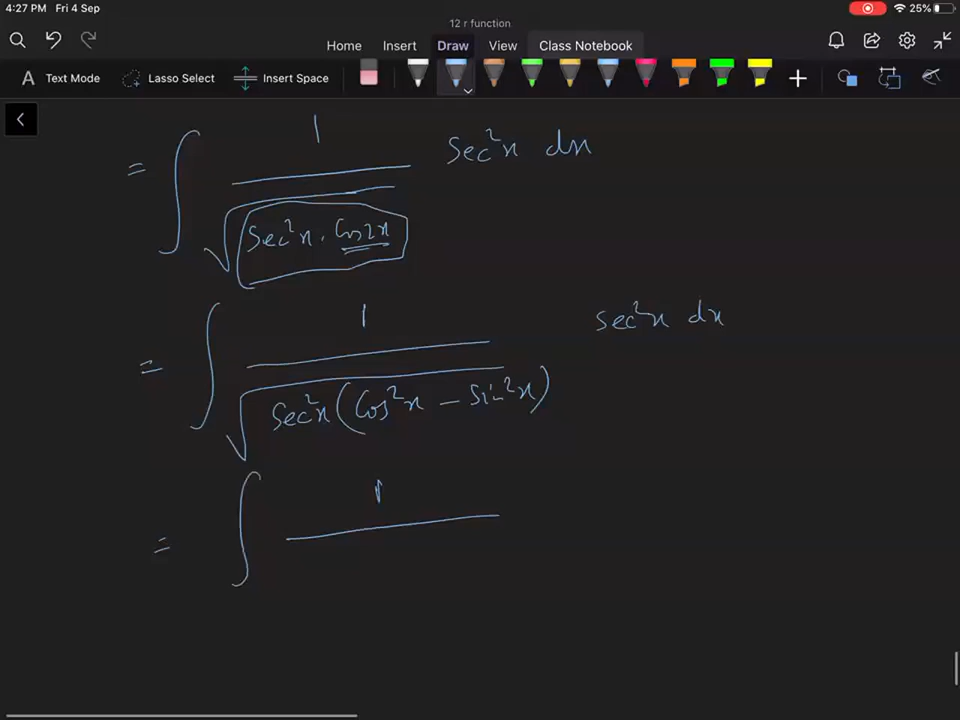 4:27 PM Fri 4 Sep 25%
12 r function
Home Insert Draw View Class Notebook
A Text Mode Lasso Select Insert Space
= ∫ 1 / √(Sec²x · Cos2x) Sec²x dx
= ∫ 1 / √(Sec²x (Cos²x − Sin²x)) sec²x dx
= ∫ 1